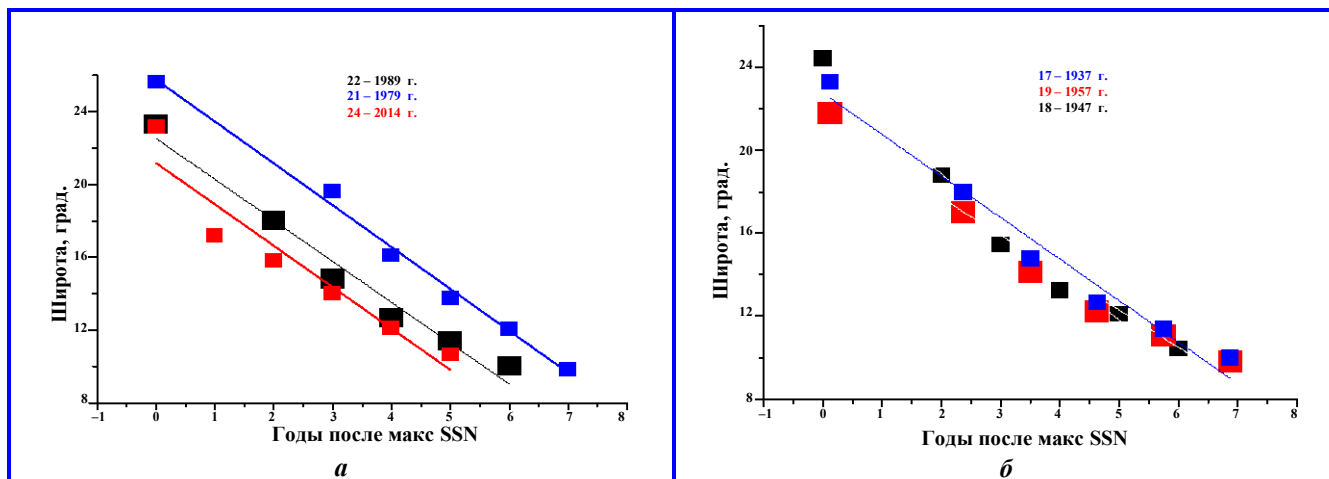 22 – 1989 г.
21 – 1979 г.
24 – 2014 г.
Широта, град.
24
20
16
12
8
–1 0 1 2 3 4 5 6 7 8
Годы после макс SSN
а
17 – 1937 г.
19 – 1957 г.
18 – 1947 г.
Широта, град.
24
20
16
12
8
–1 0 1 2 3 4 5 6 7 8
Годы после макс SSN
б